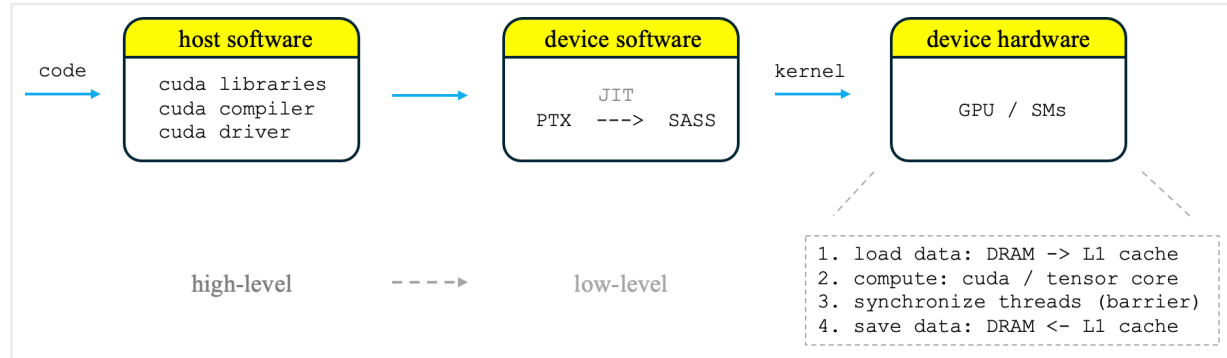 code
host software
cuda libraries
cuda compiler
cuda driver
device software
JIT
PTX ---> SASS
kernel
device hardware
GPU / SMs
high-level
low-level
1. load data: DRAM -> L1 cache
2. compute: cuda / tensor core
3. synchronize threads (barrier)
4. save data: DRAM <- L1 cache